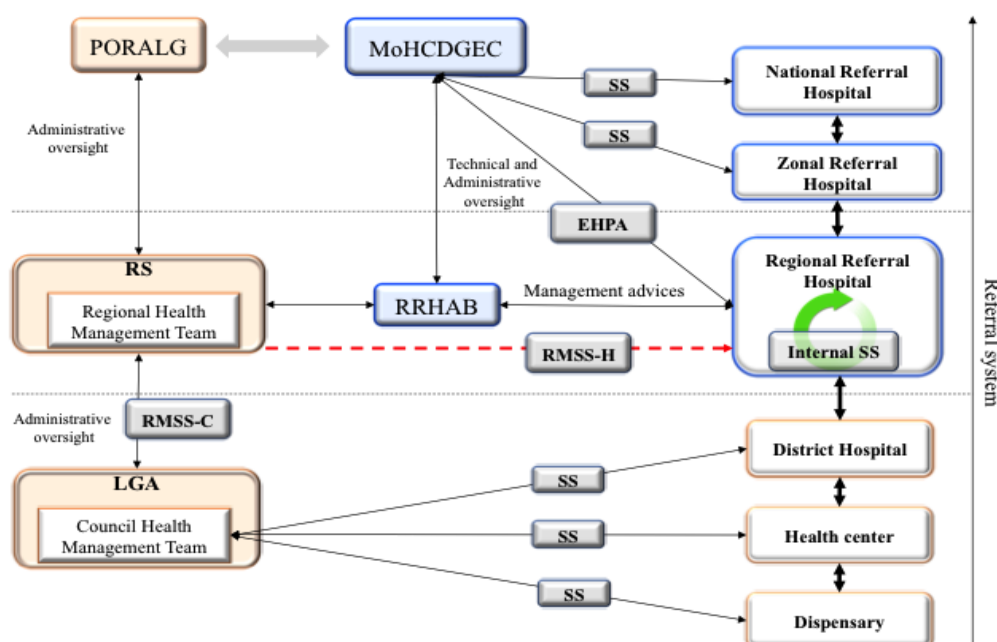 PORALG
MoHCDGEC
SS
National Referral
Hospital
Administrative
oversight
SS
Technical and
Administrative
oversight
Zonal Referral
Hospital
EHPA
RS
Regional Health
Management Team
RRHAB
Management advices
Regional Referral
Hospital
Internal SS
RMSS-H
Referral system
Administrative
oversight
RMSS-C
LGA
Council Health
Management Team
SS
District Hospital
SS
Health center
SS
Dispensary